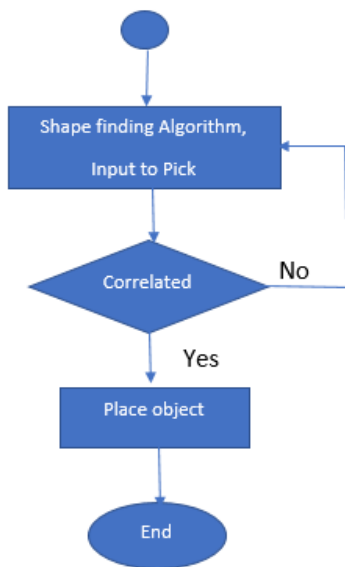 Shape finding Algorithm,
Input to Pick
Correlated
No
Yes
Place object
End